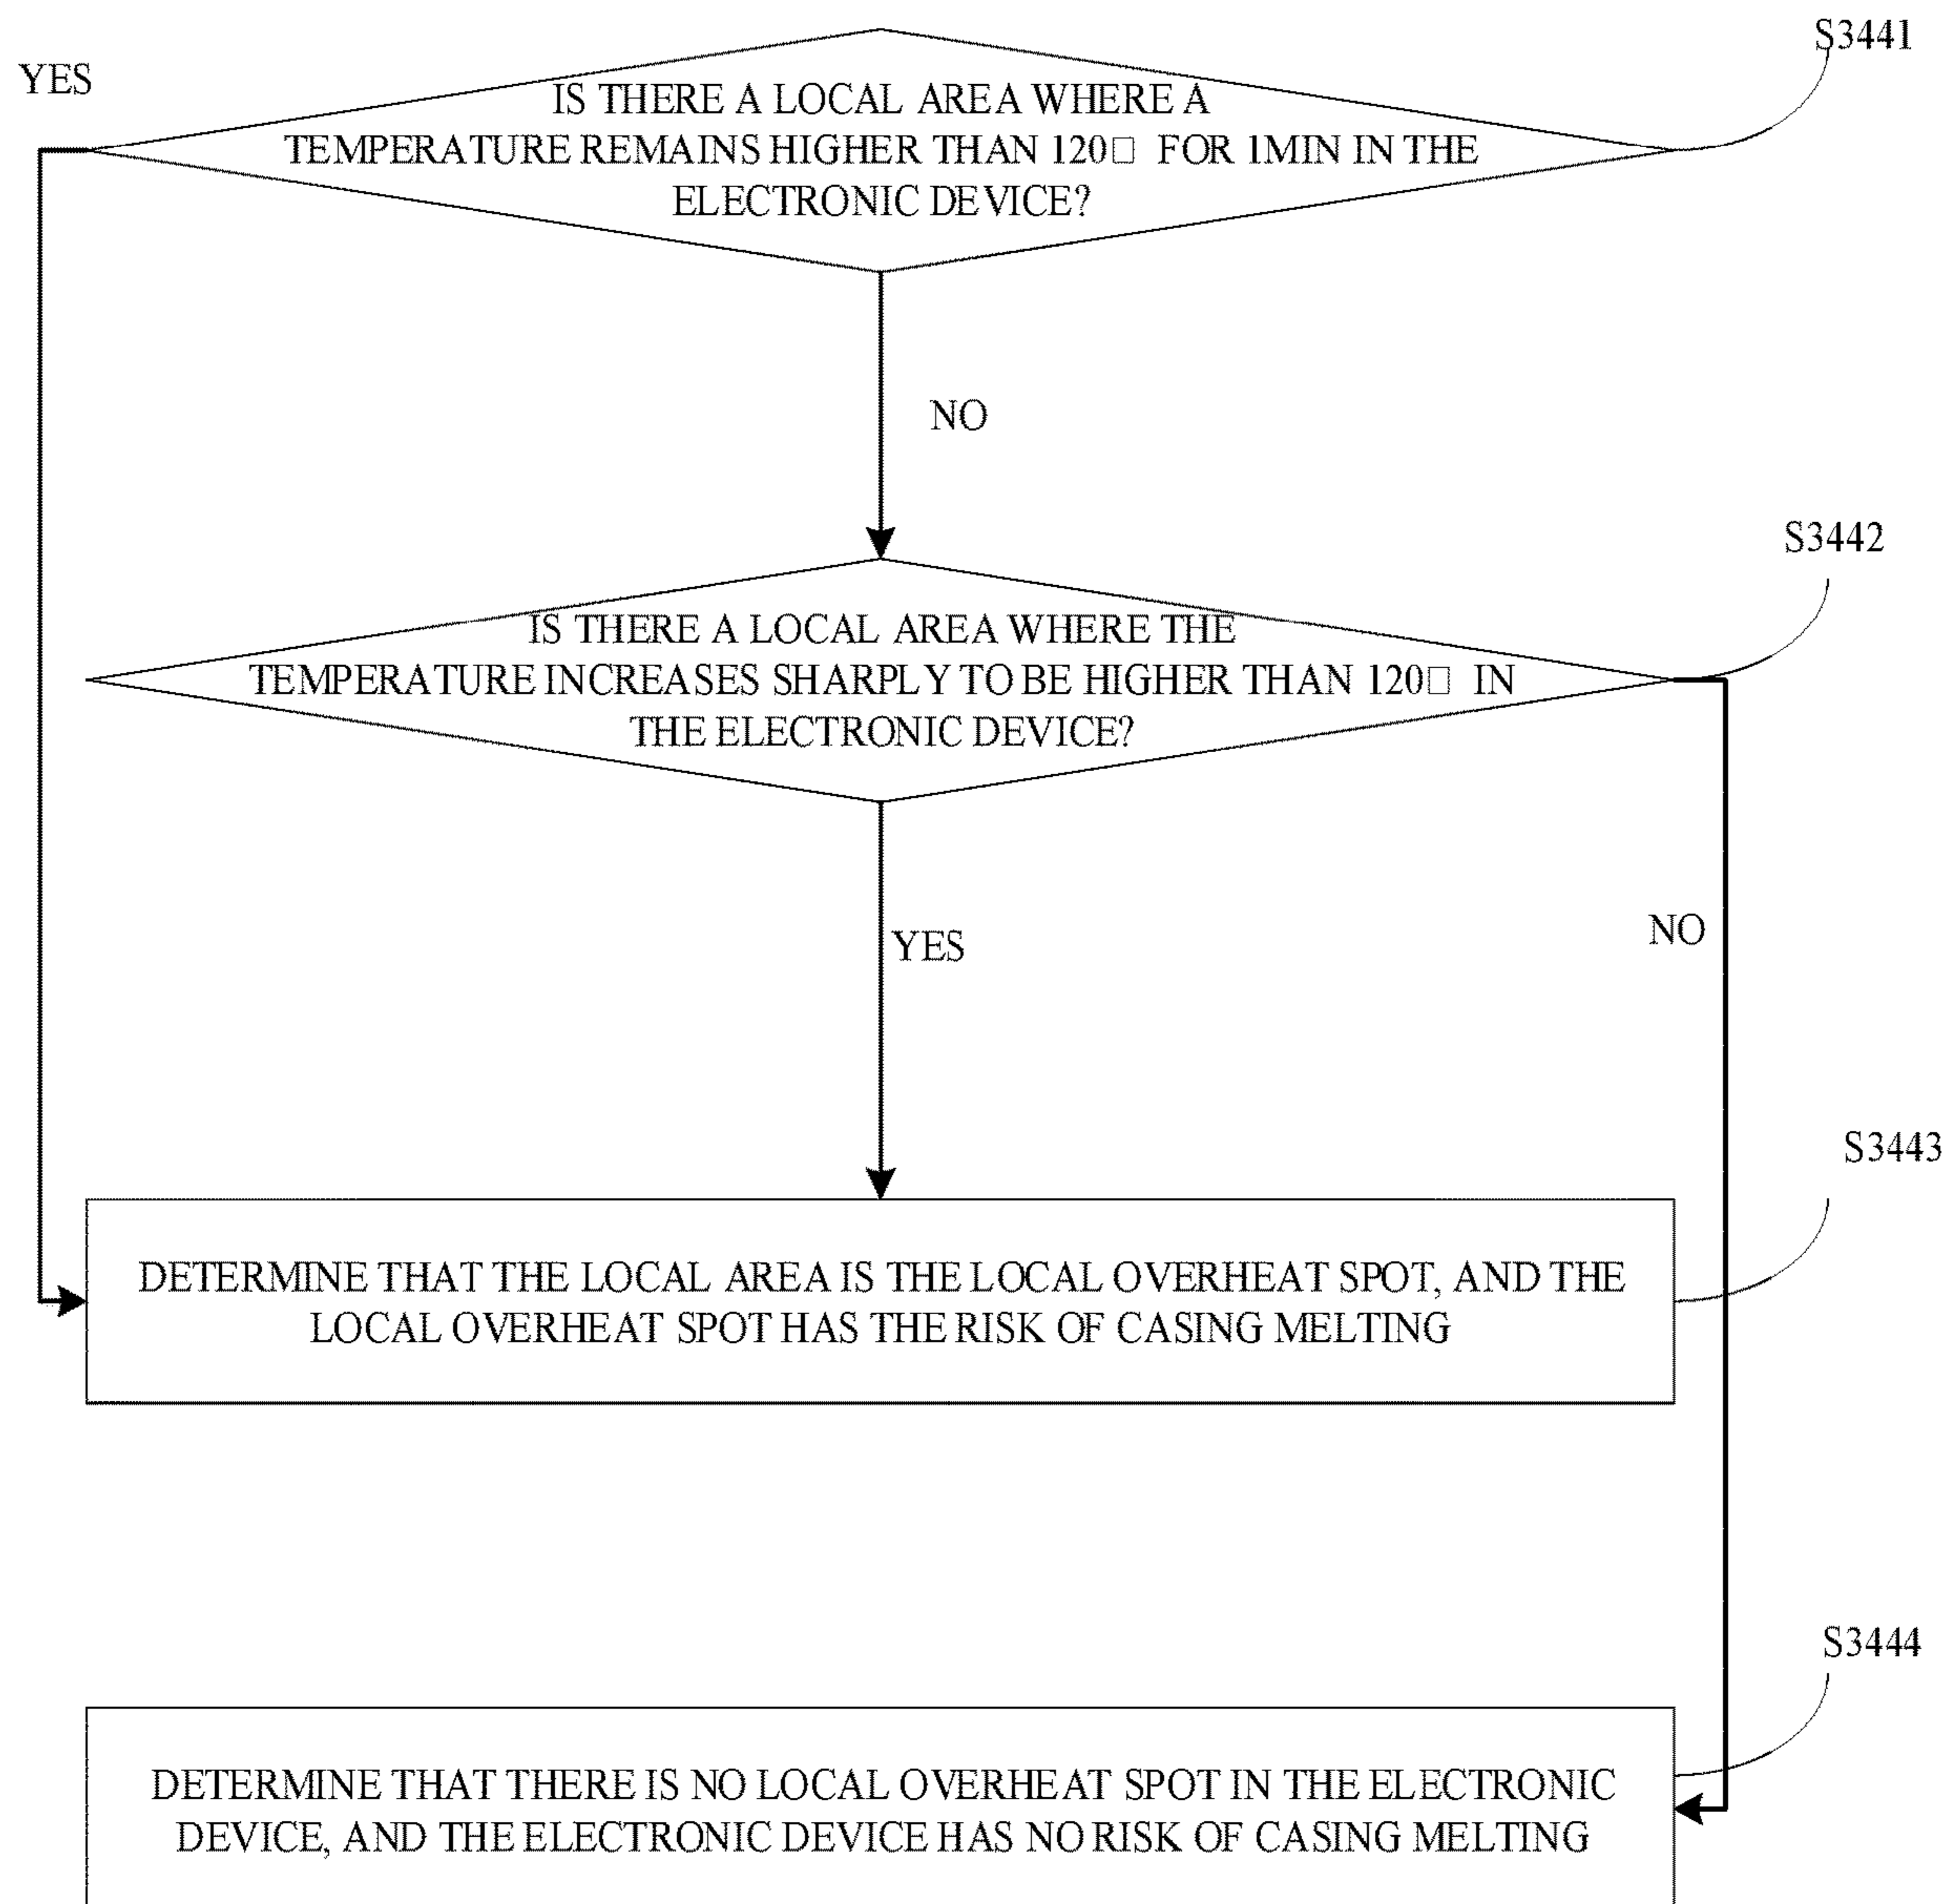 S3441
YES
IS THERE A LOCAL AREA WHERE A
TEMPERATURE REMAINS HIGHER THAN 120□ FOR 1MIN IN THE
ELECTRONIC DEVICE?
NO
S3442
IS THERE A LOCAL AREA WHERE THE
TEMPERATURE INCREASES SHARPLY TO BE HIGHER THAN 120□ IN
THE ELECTRONIC DEVICE?
NO
YES
S3443
DETERMINE THAT THE LOCAL AREA IS THE LOCAL OVERHEAT SPOT, AND THE
LOCAL OVERHEAT SPOT HAS THE RISK OF CASING MELTING
S3444
DETERMINE THAT THERE IS NO LOCAL OVERHEAT SPOT IN THE ELECTRONIC
DEVICE, AND THE ELECTRONIC DEVICE HAS NO RISK OF CASING MELTING